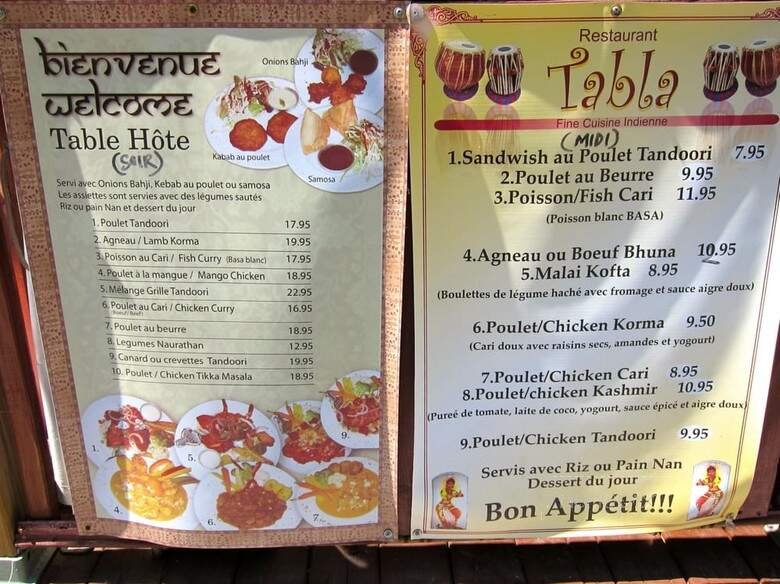 bienvenue
welcome
Table Hôte
(SOIR)
Onions Bahji
Kabab au poulet
Samosa
Servi avec Onions Bahji, Kebab au poulet ou samosa
Les assiettes sont servies avec des légumes sautés
Riz ou pain Nan et dessert du jour
1. Poulet Tandoori 17.95
2. Agneau / Lamb Korma 19.95
3. Poisson au Cari / Fish Curry (Basa blanc) 17.95
4. Poulet à la mangue / Mango Chicken 18.95
5. Mélange Grille Tandoori 22.95
6. Poulet au Cari / Chicken Curry 16.95
(Boeuf/Beef)
7. Poulet au beurre 18.95
8. Legumes Naurathan 12.95
9. Canard ou crevettes Tandoori 19.95
10. Poulet / Chicken Tikka Masala 18.95
1.
5.
9.
4.
6.
7.
Restaurant
Tabla
Fine Cuisine Indienne
(MIDI)
1.Sandwish au Poulet Tandoori 7.95
2.Poulet au Beurre 9.95
3.Poisson/Fish Cari 11.95
(Poisson blanc BASA)
4.Agneau ou Boeuf Bhuna 10.95
5.Malai Kofta 8.95
(Boulettes de légume haché avec fromage et sauce aigre doux)
6.Poulet/Chicken Korma 9.50
(Cari doux avec raisins secs, amandes et yogourt)
7.Poulet/Chicken Cari 8.95
8.Poulet/chicken Kashmir 10.95
(Pureé de tomate, laite de coco, yogourt, sauce épicé et aigre doux)
9.Poulet/Chicken Tandoori 9.95
Servis avec Riz ou Pain Nan
Dessert du jour
Bon Appétit!!!